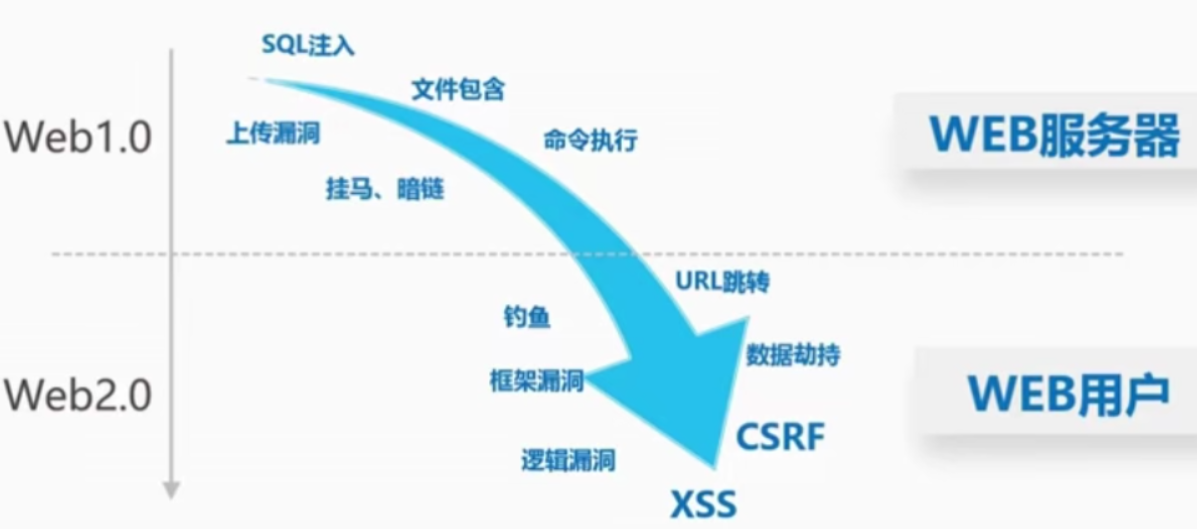 SQL注入
文件包含
Web1.0
上传漏洞
命令执行
WEB服务器
挂马、暗链
URL跳转
钓鱼
数据劫持
框架漏洞
Web2.0
WEB用户
CSRF
逻辑漏洞
XSS